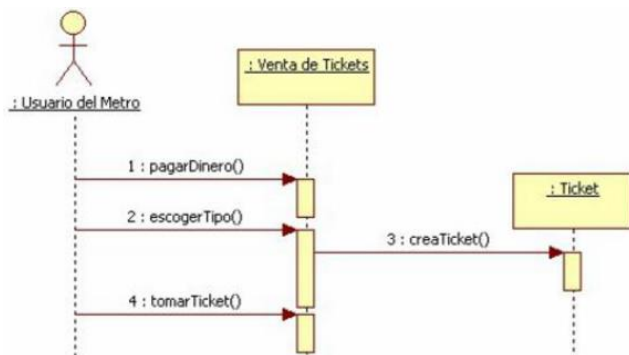 : Venta de Tickets
: Usuario del Metro
1 : pagarDinero()
: Ticket
2 : escogerTipo()
3 : creaTicket()
4 : tomarTicket()